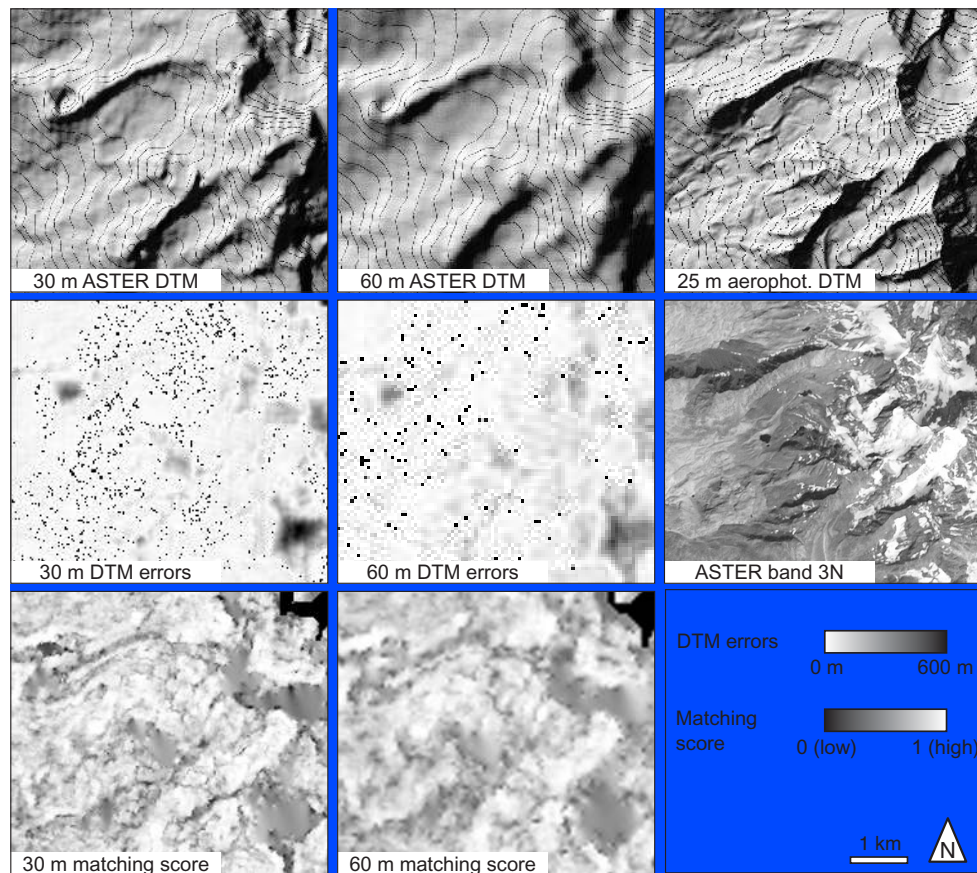 30 m ASTER DTM
60 m ASTER DTM
25 m aerophot. DTM
30 m DTM errors
60 m DTM errors
ASTER band 3N
DTM errors
0 m 600 m
Matching
score
0 (low) 1 (high)
1 km
N
30 m matching score
60 m matching score